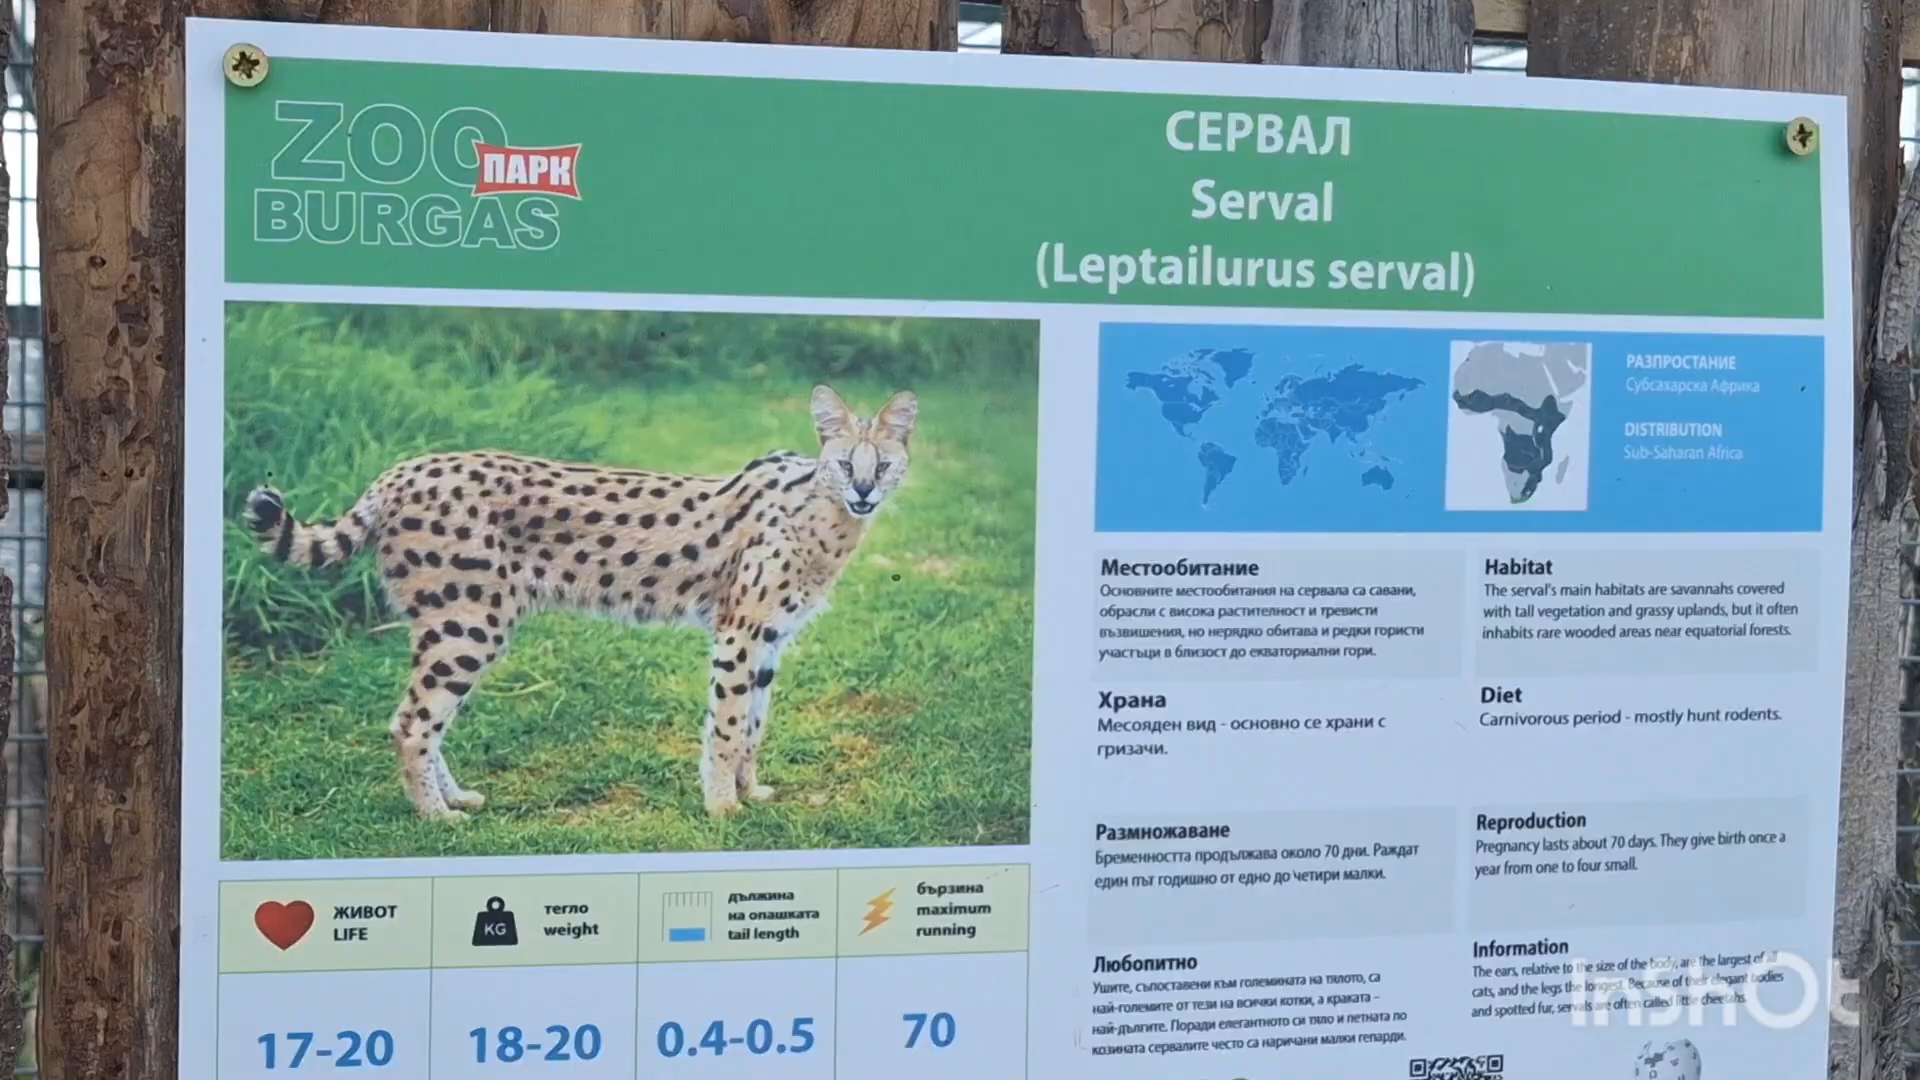 ZOO
ПАРК
BURGAS
СЕРВАЛ
Serval
(Leptailurus serval)
РАЗПРОСТАНИЕ
Субсахарска Африка
DISTRIBUTION
Sub-Saharan Africa
Местообитание
Основните местообитания на сервала са савани,
обрасли с висока растителност и тревисти
възвишения, но нерядко обитава и редки гористи
участъци в близост до екваториални гори.
Habitat
The serval's main habitats are savannahs covered
with tall vegetation and grassy uplands, but it often
inhabits rare wooded areas near equatorial forests.
Храна
Месояден вид - основно се храни с
гризачи.
Diet
Carnivorous period - mostly hunt rodents.
Размножаване
Бременността продължава около 70 дни. Раждат
един път годишно от едно до четири малки.
Reproduction
Pregnancy lasts about 70 days. They give birth once a
year from one to four small.
Любопитно
Ушите, съпоставени към големината на тялото, са
най-големите от тези на всички котки, а краката –
най-дългите. Поради елегантното си тяло и петната по
козината сервалите често са наричани малки гепарди.
Information
The ears, relative to the size of the body, are the largest of all
cats, and the legs the longest. Because of their elegant bodies
and spotted fur, servals are often called little cheetahs.
ЖИВОТ
LIFE
KG
тегло
weight
дължина
на опашката
tail length
бързина
maximum
running
17-20
18-20
0.4-0.5
70
InShOt